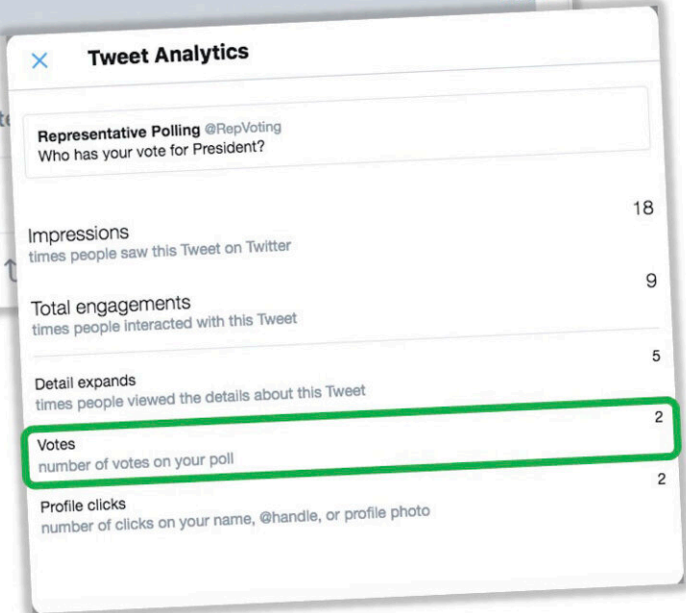 Tweet Analytics
Representative Polling @RepVoting
Who has your vote for President?
18
Impressions
times people saw this Tweet on Twitter
9
Total engagements
times people interacted with this Tweet
5
Detail expands
times people viewed the details about this Tweet
2
Votes
number of votes on your poll
2
Profile clicks
number of clicks on your name, @handle, or profile photo